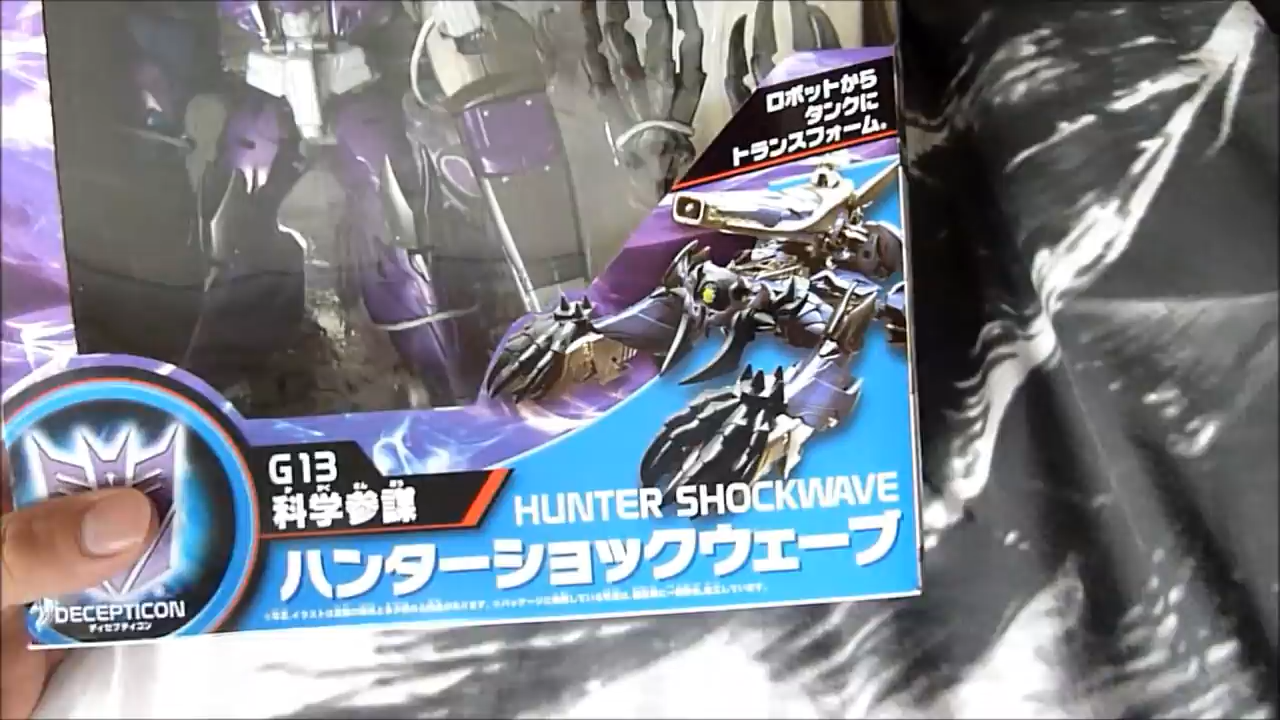 ロボットから
タンクに
トランスフォーム。
G13
科学参謀
HUNTER SHOCKWAVE
ハンターショックウェーブ
DECEPTICON
ディセプティコン